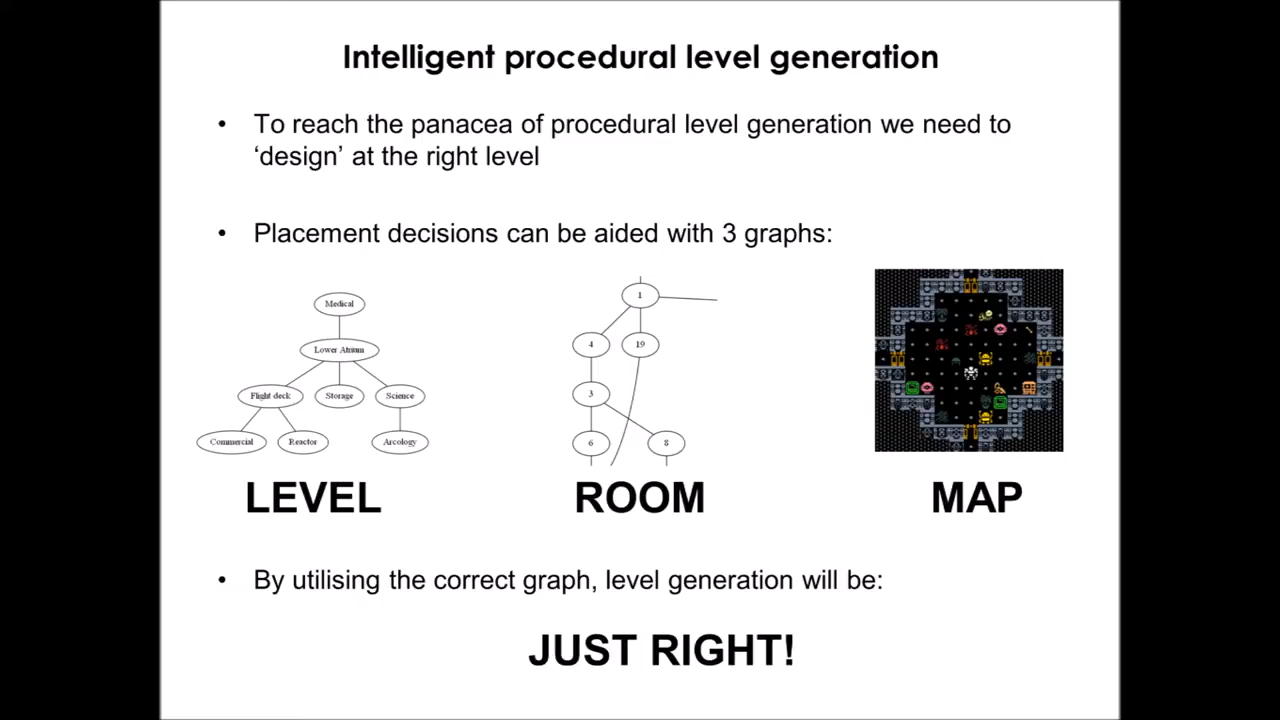 Intelligent procedural level generation
• To reach the panacea of procedural level generation we need to
‘design’ at the right level
• Placement decisions can be aided with 3 graphs:
Medical
Lower Atrium
Flight deck
Storage
Science
Commercial
Reactor
Arcology
1
4
19
3
6
8
LEVEL
ROOM
MAP
• By utilising the correct graph, level generation will be:
JUST RIGHT!